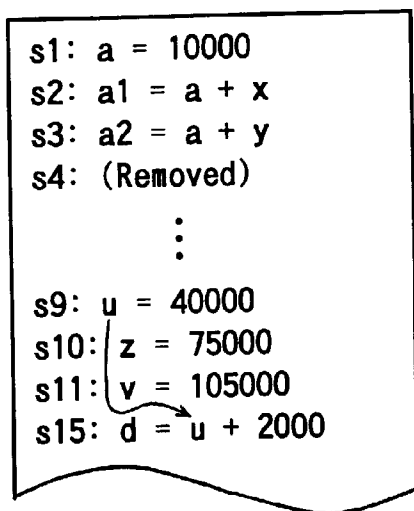 s1: a = 10000
s2: a1 = a + x
s3: a2 = a + y
s4: (Removed)
⋮
s9: u = 40000
s10: z = 75000
s11: v = 105000
s15: d = u + 2000